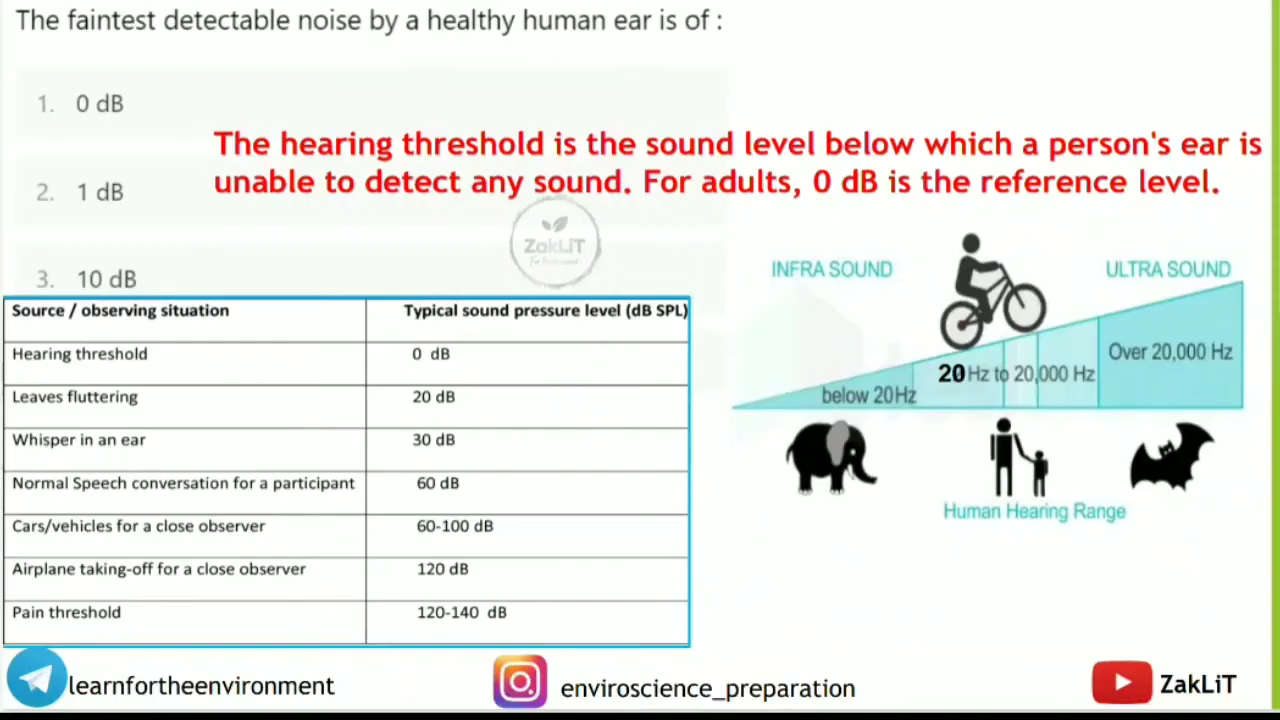 The faintest detectable noise by a healthy human ear is of :
1. 0 dB
The hearing threshold is the sound level below which a person's ear is
unable to detect any sound. For adults, 0 dB is the reference level.
2. 1 dB
ZakLiT
3. 10 dB
Source / observing situation Typical sound pressure level (dB SPL)
Hearing threshold 0 dB
Leaves fluttering 20 dB
Whisper in an ear 30 dB
Normal Speech conversation for a participant 60 dB
Cars/vehicles for a close observer 60-100 dB
Airplane taking-off for a close observer 120 dB
Pain threshold 120-140 dB
INFRA SOUND
ULTRA SOUND
below 20Hz
20 Hz to 20,000 Hz
Over 20,000 Hz
Human Hearing Range
learnfortheenvironment
enviroscience_preparation
ZakLiT